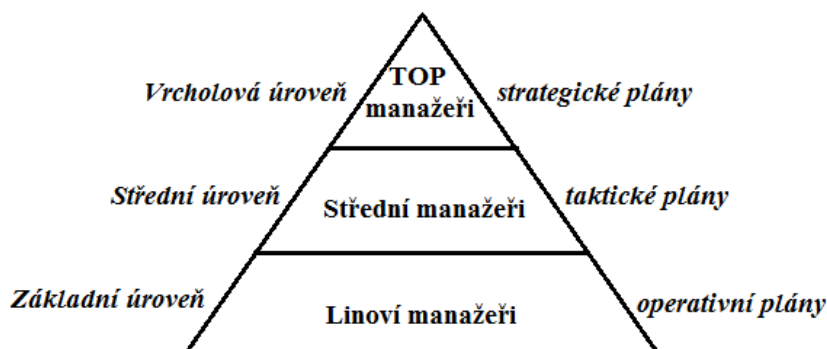 Vrcholová úroveň
TOP
manažeři
strategické plány
Střední úroveň
Střední manažeři
taktické plány
Základní úroveň
Linoví manažeři
operativní plány